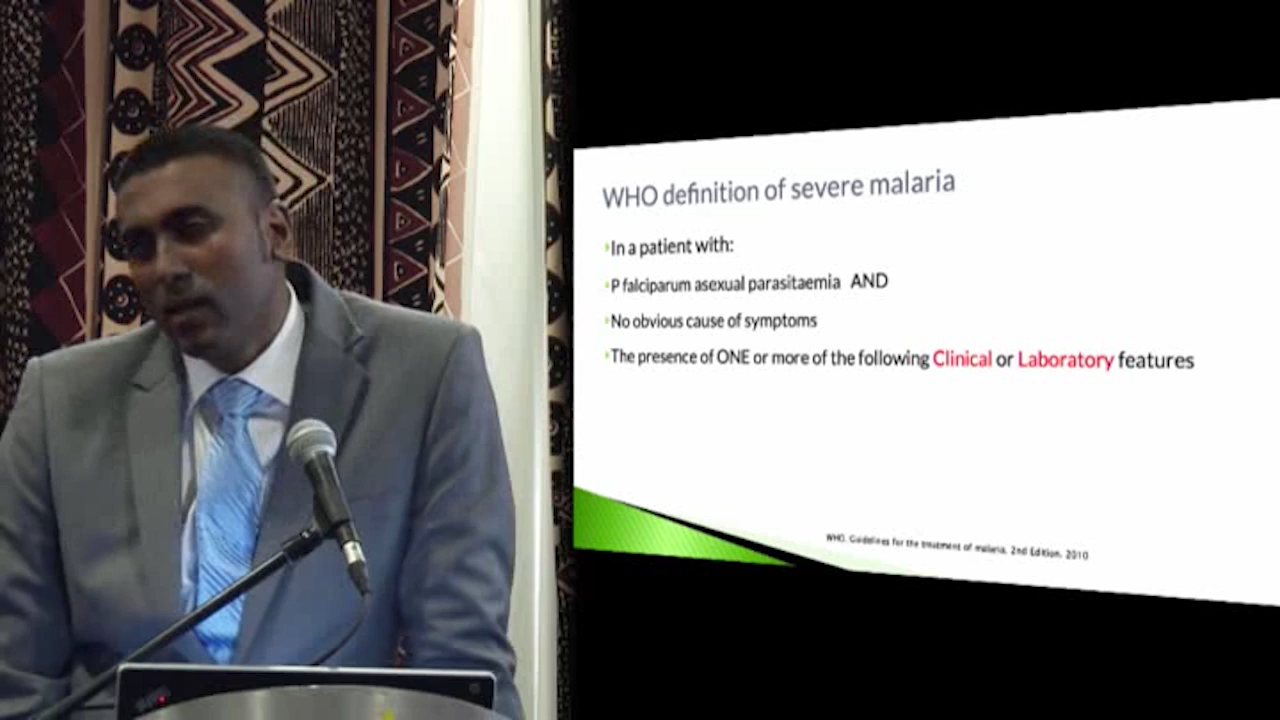 WHO definition of severe malaria
In a patient with:
P falciparum asexual parasitaemia AND
No obvious cause of symptoms
The presence of ONE or more of the following Clinical or Laboratory features
WHO. Guidelines for the treatment of malaria. 2nd Edition. 2010